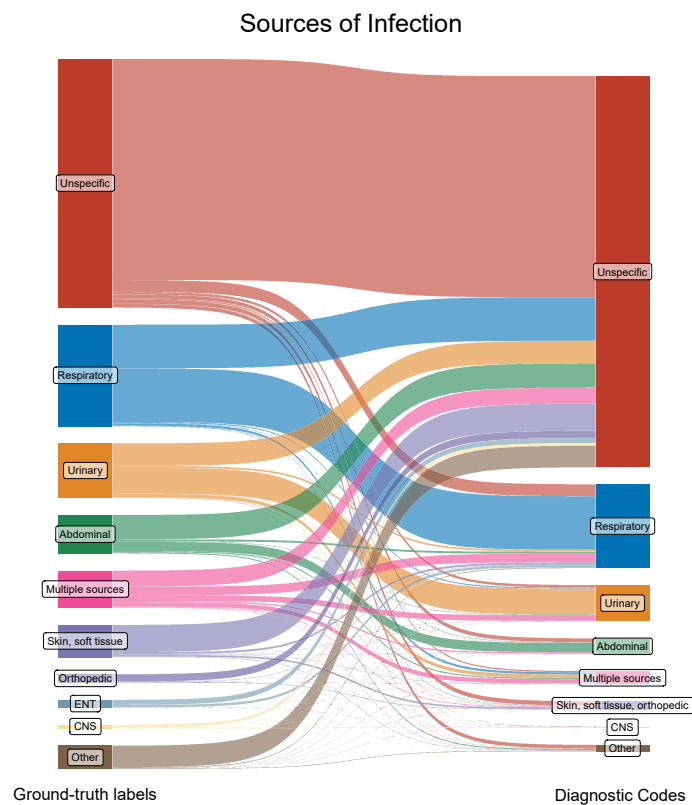 Sources of Infection
Unspecific
Respiratory
Urinary
Abdominal
Multiple sources
Skin, soft tissue
Orthopedic
ENT
CNS
Other
Unspecific
Respiratory
Urinary
Abdominal
Multiple sources
Skin, soft tissue, orthopedic
CNS
Other
Ground-truth labels
Diagnostic Codes